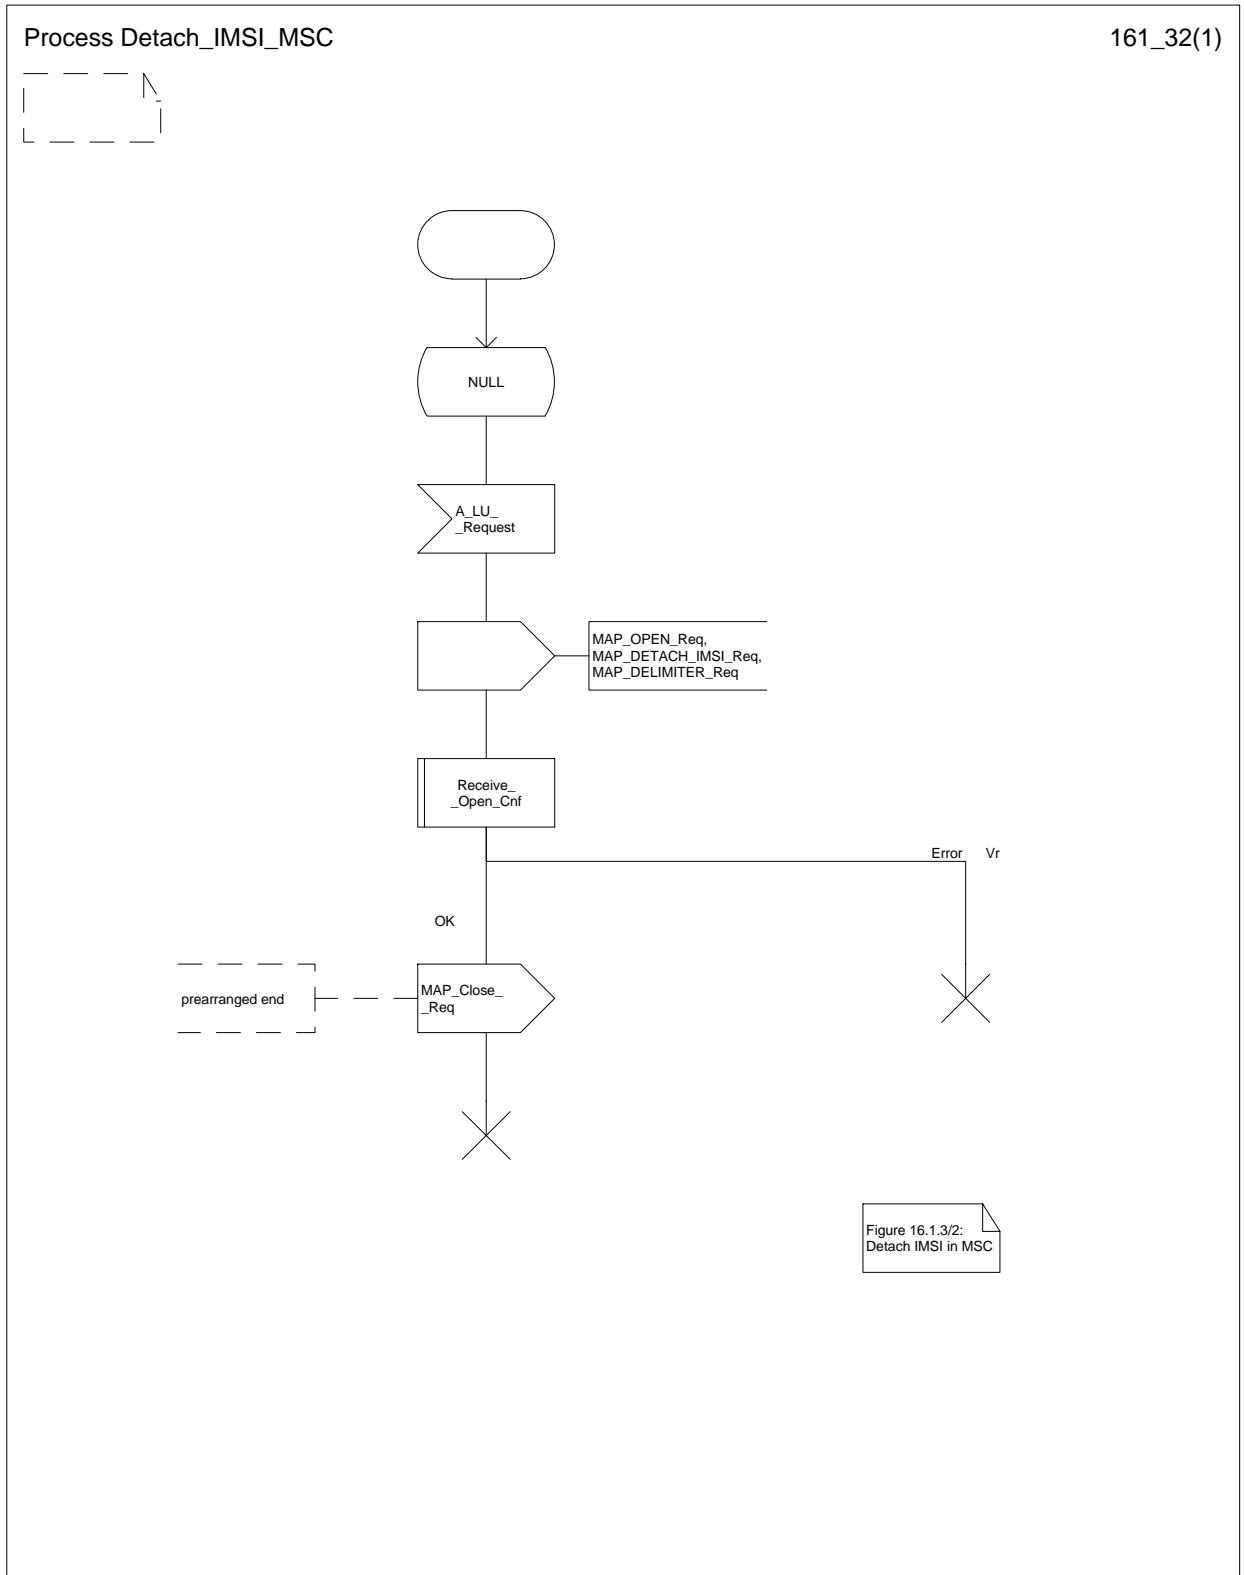 Process Detach_IMSI_MSC
161_32(1)
NULL
A_LU_
_Request
MAP_OPEN_Req,
MAP_DETACH_IMSI_Req,
MAP_DELIMITER_Req
Receive_
_Open_Cnf
Error Vr
OK
prearranged end
MAP_Close_
_Req
Figure 16.1.3/2:
Detach IMSI in MSC